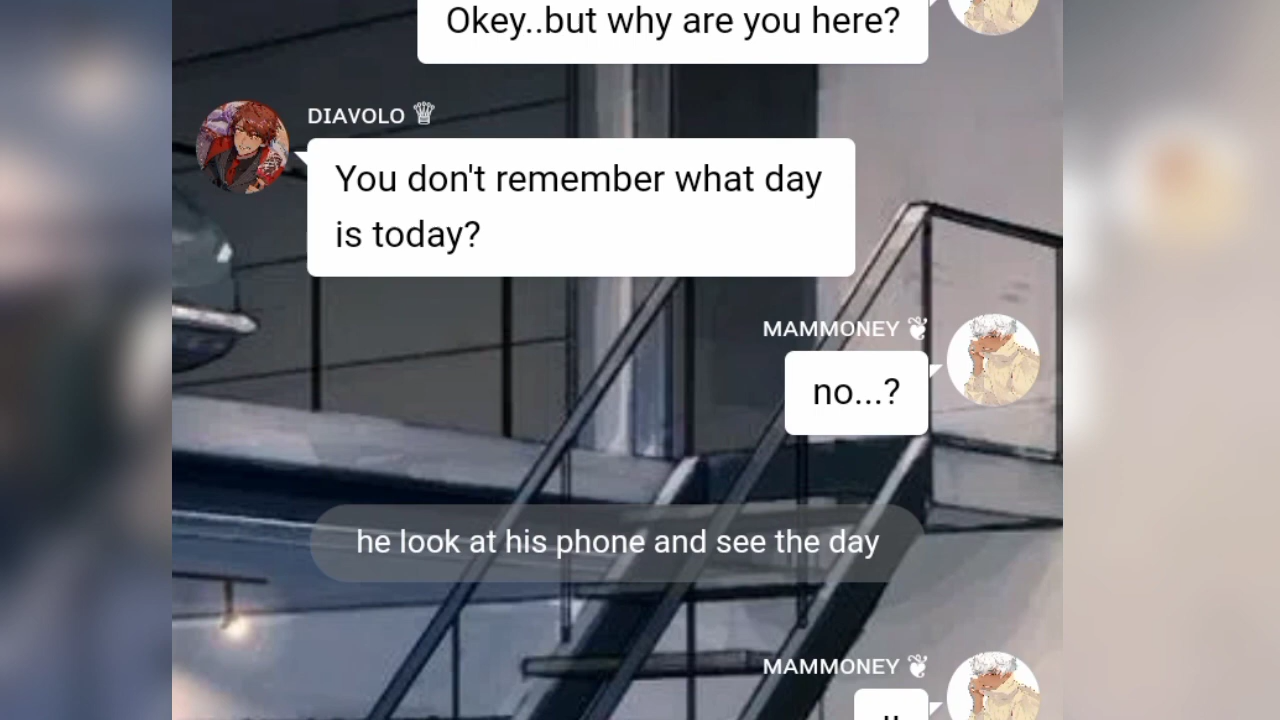 Okey..but why are you here?
DIAVOLO ♕
You don't remember what day
is today?
MAMMONEY ❦
no...?
he look at his phone and see the day
MAMMONEY ❦